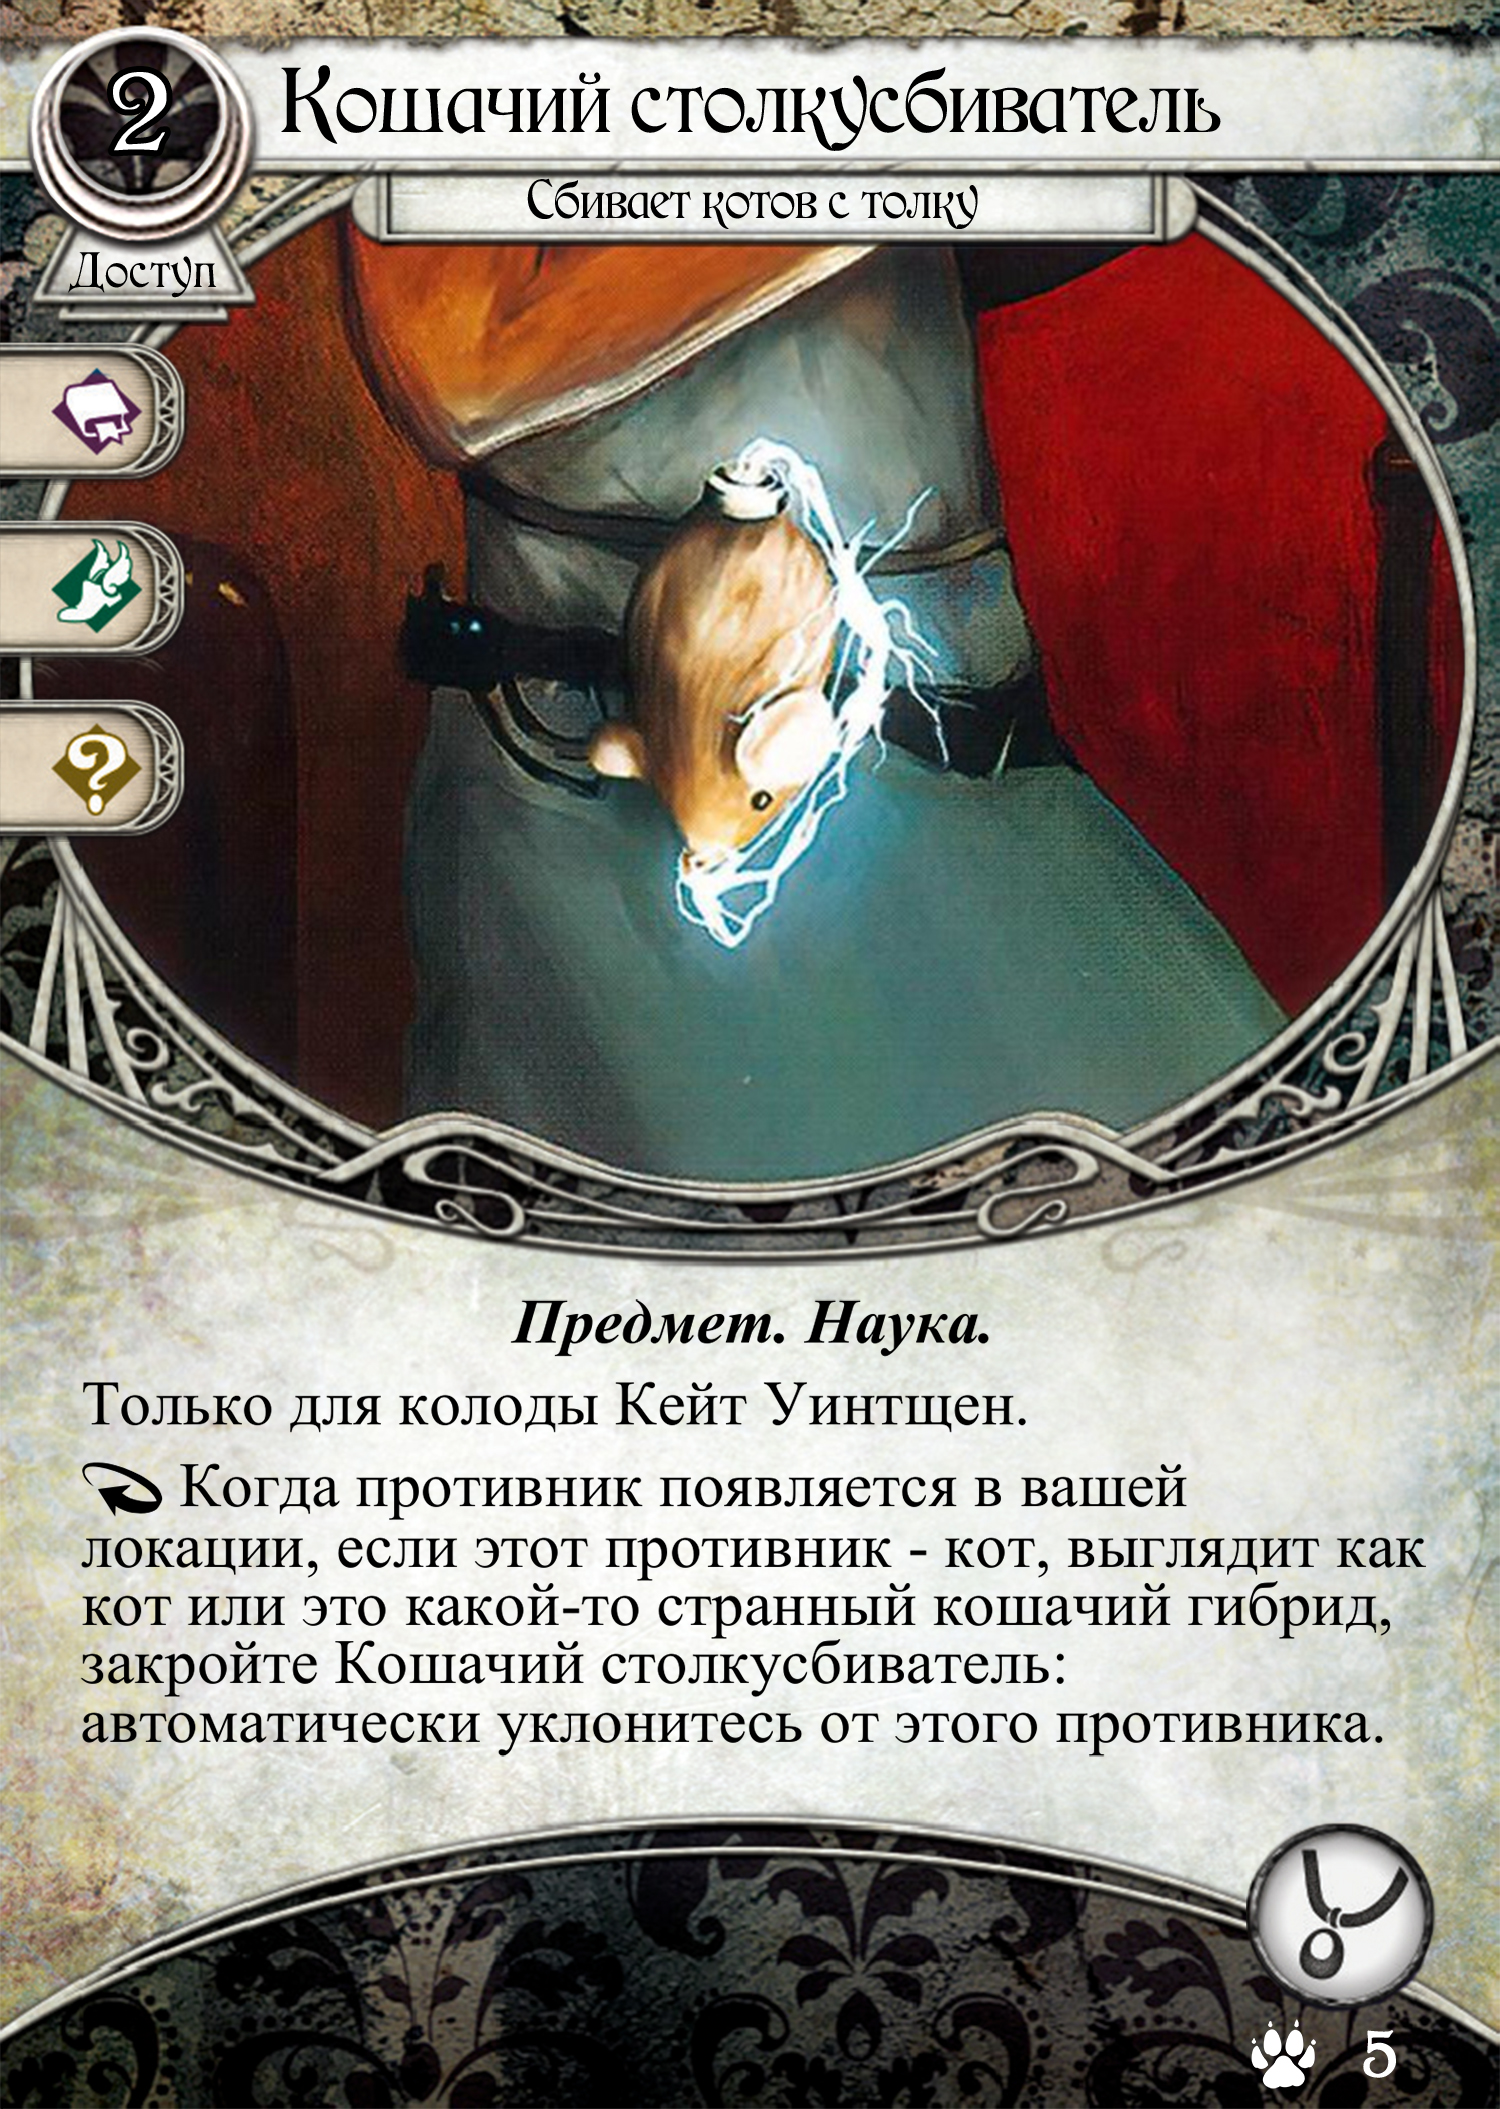 2
Кошачий столкусбиватель
Сбивает котов с толку
Доступ
Предмет. Наука.
Только для колоды Кейт Уинтщен.
Когда противник появляется в вашей
локации, если этот противник - кот, выглядит как
кот или это какой-то странный кошачий гибрид,
закройте Кошачий столкусбиватель:
автоматически уклонитесь от этого противника.
5